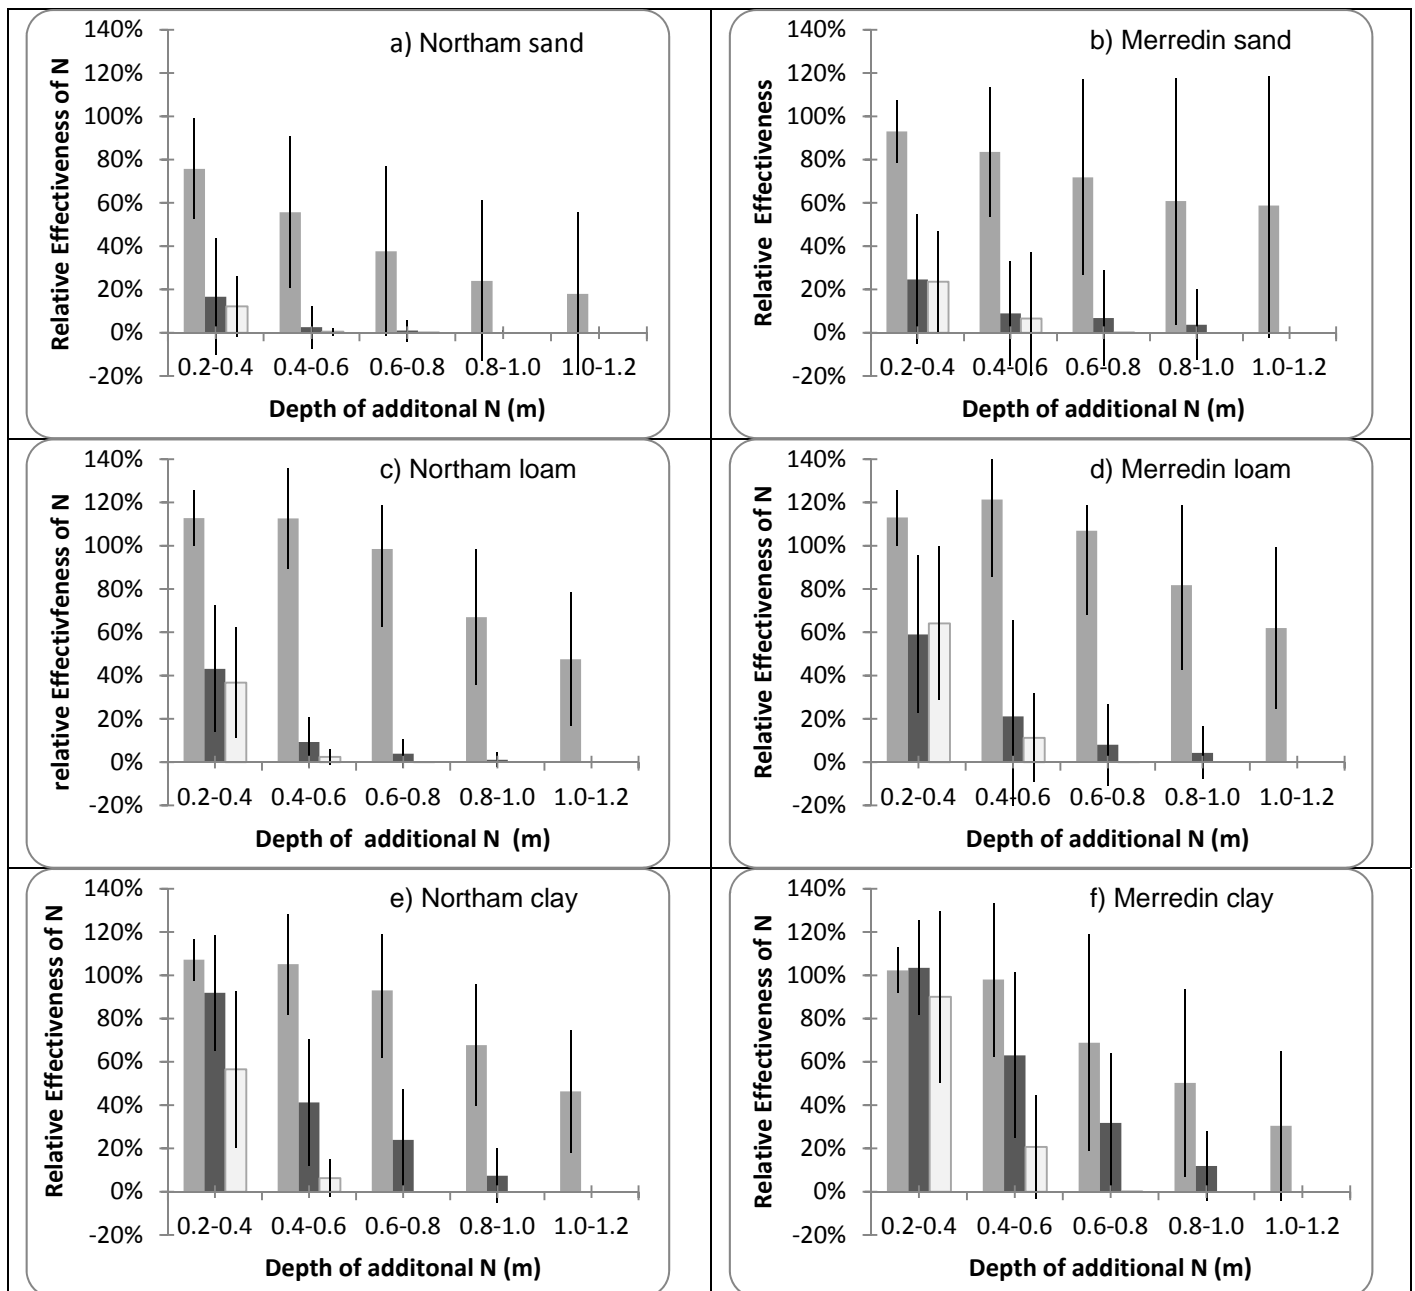 a) Northam sand
Relative Effectiveness of N
140%
120%
100%
80%
60%
40%
20%
0%
-20%
0.2-0.4 0.4-0.6 0.6-0.8 0.8-1.0 1.0-1.2
Depth of additonal N (m)
b) Merredin sand
Relative Effectiveness
140%
120%
100%
80%
60%
40%
20%
0%
-20%
0.2-0.4 0.4-0.6 0.6-0.8 0.8-1.0 1.0-1.2
Depth of additonal N (m)
c) Northam loam
relative Effectivfeness of N
140%
120%
100%
80%
60%
40%
20%
0%
-20%
0.2-0.4 0.4-0.6 0.6-0.8 0.8-1.0 1.0-1.2
Depth of additional N (m)
d) Merredin loam
Relative Effectiveness of N
140%
120%
100%
80%
60%
40%
20%
0%
-20%
0.2-0.4 0.4-0.6 0.6-0.8 0.8-1.0 1.0-1.2
Depth of additonal N (m)
e) Northam clay
Relative Effectiveness of N
140%
120%
100%
80%
60%
40%
20%
0%
-20%
0.2-0.4 0.4-0.6 0.6-0.8 0.8-1.0 1.0-1.2
Depth of additonal N (m)
f) Merredin clay
Relative Effectiveness of N
140%
120%
100%
80%
60%
40%
20%
0%
-20%
0.2-0.4 0.4-0.6 0.6-0.8 0.8-1.0 1.0-1.2
Depth of additonal N (m)